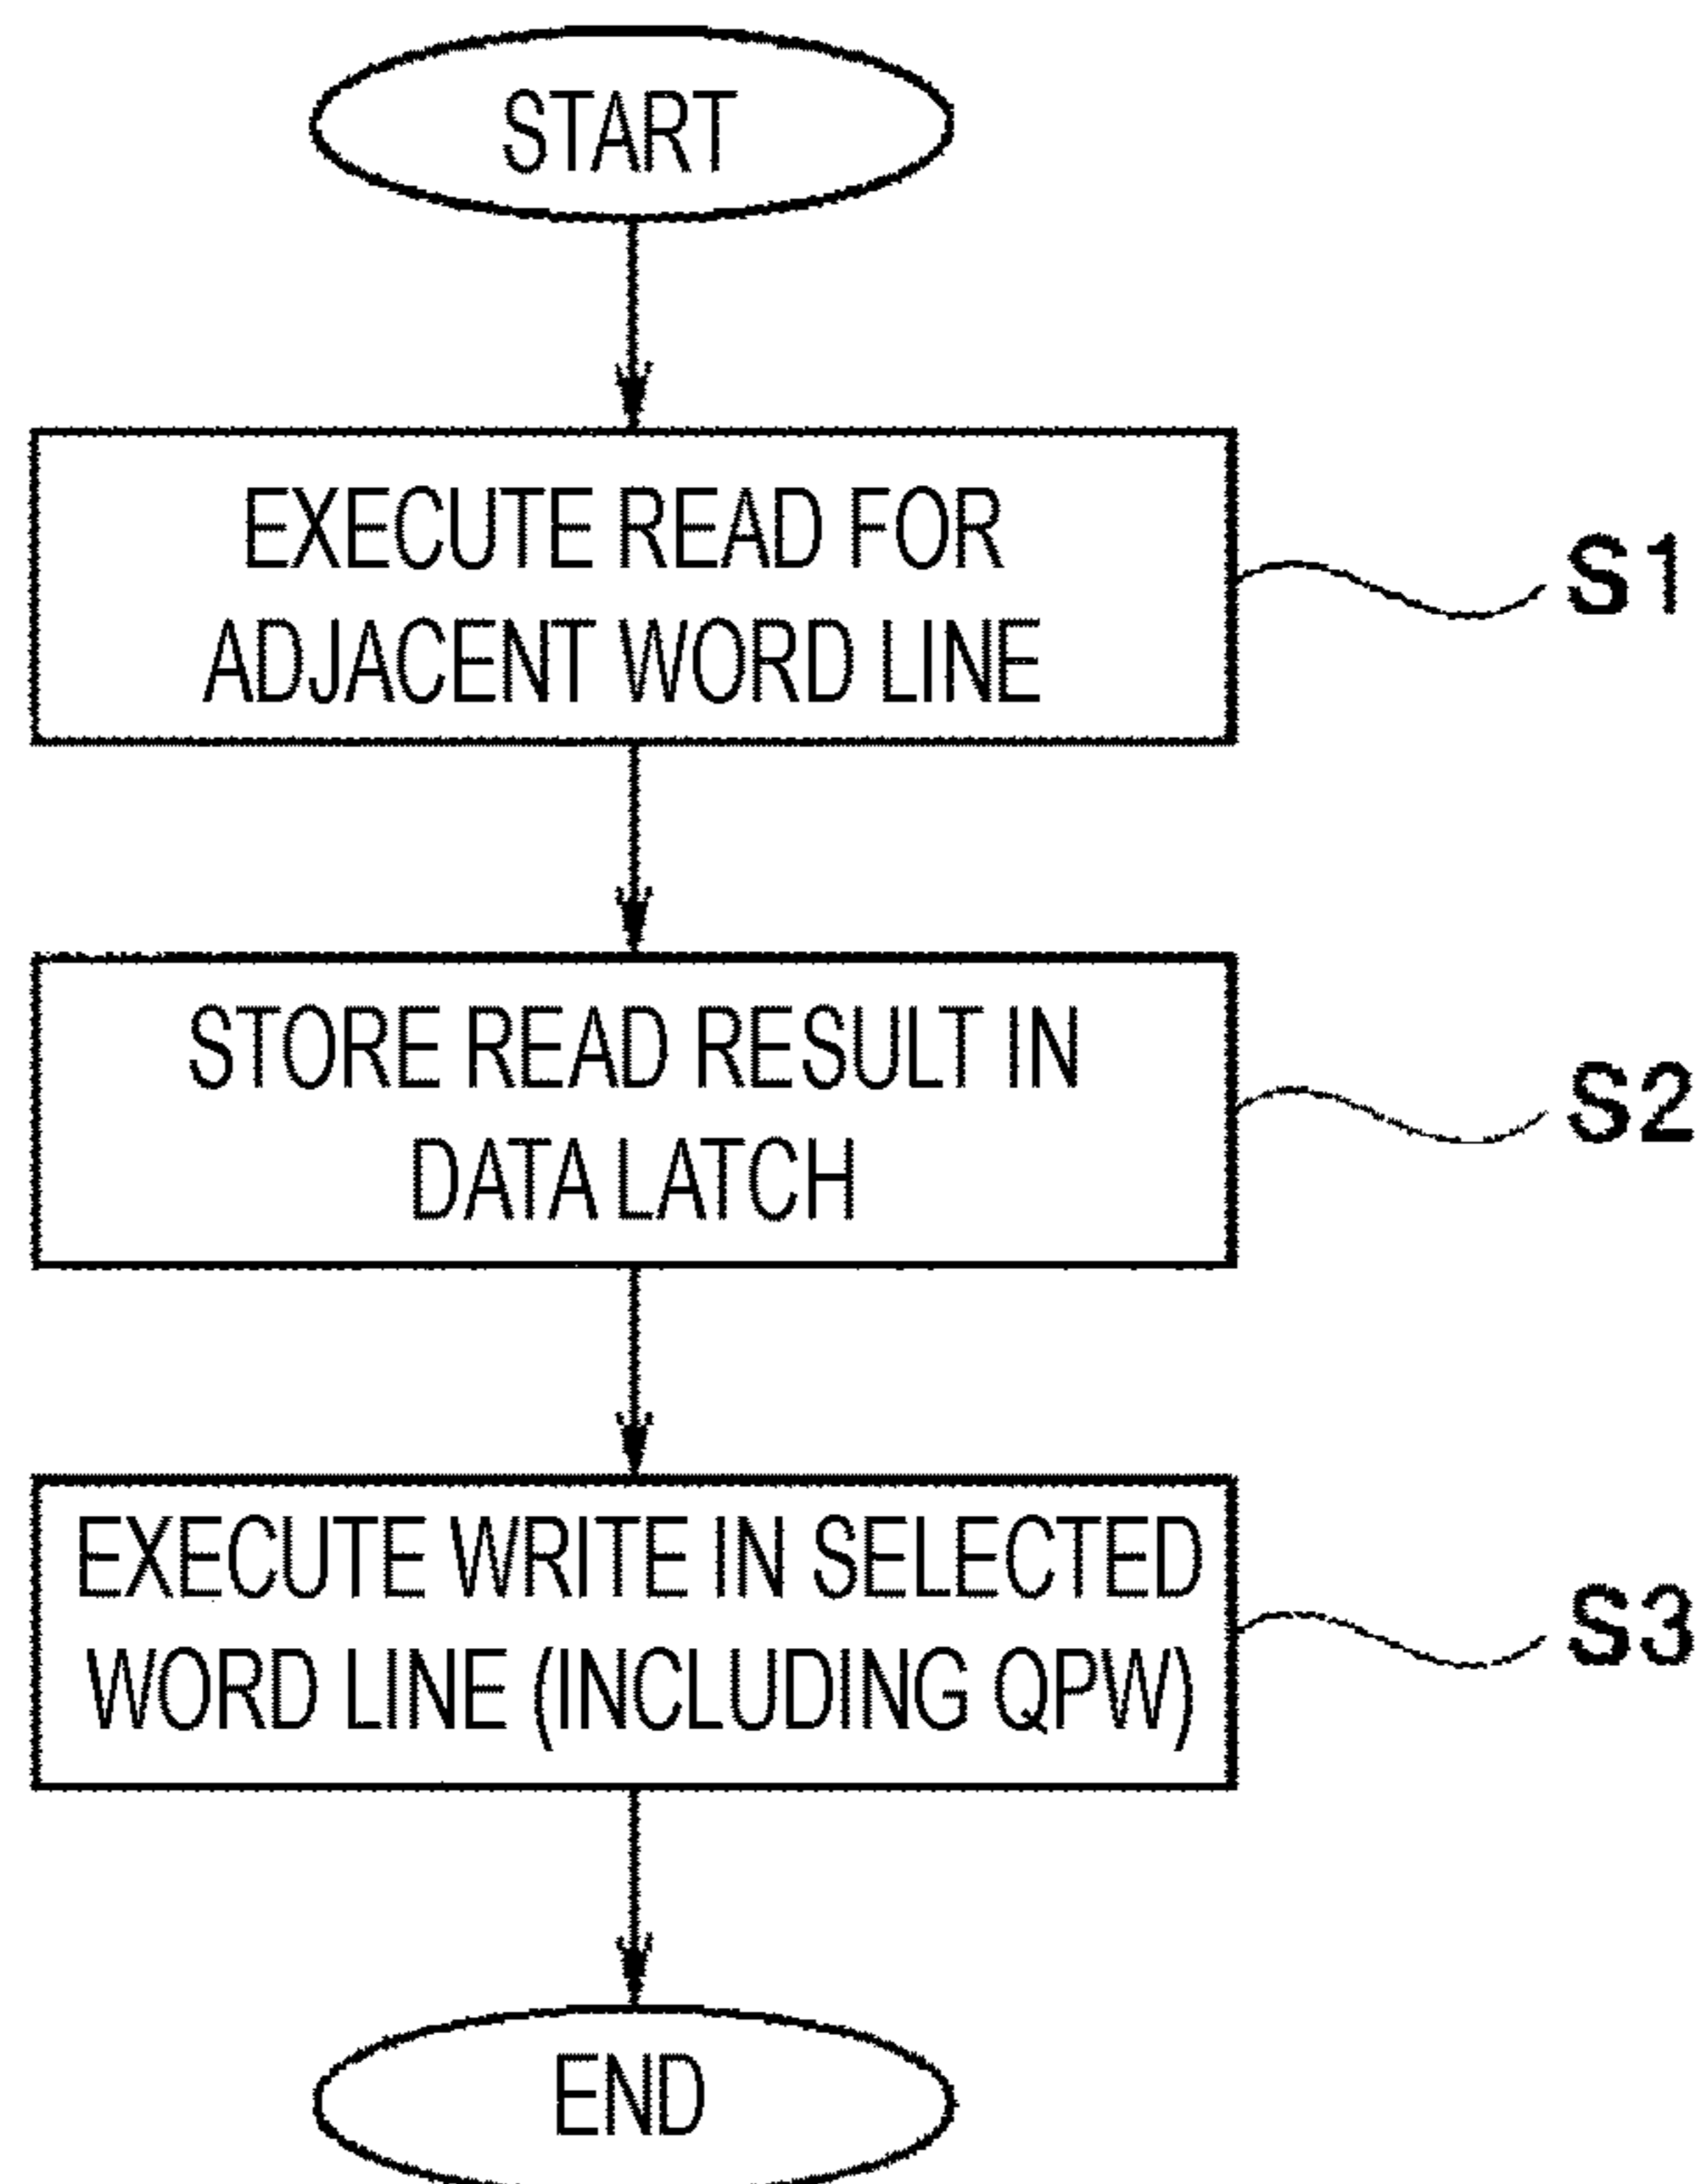 START
EXECUTE READ FOR
ADJACENT WORD LINE
S1
STORE READ RESULT IN
DATA LATCH
S2
EXECUTE WRITE IN SELECTED
WORD LINE (INCLUDING QPW)
S3
END